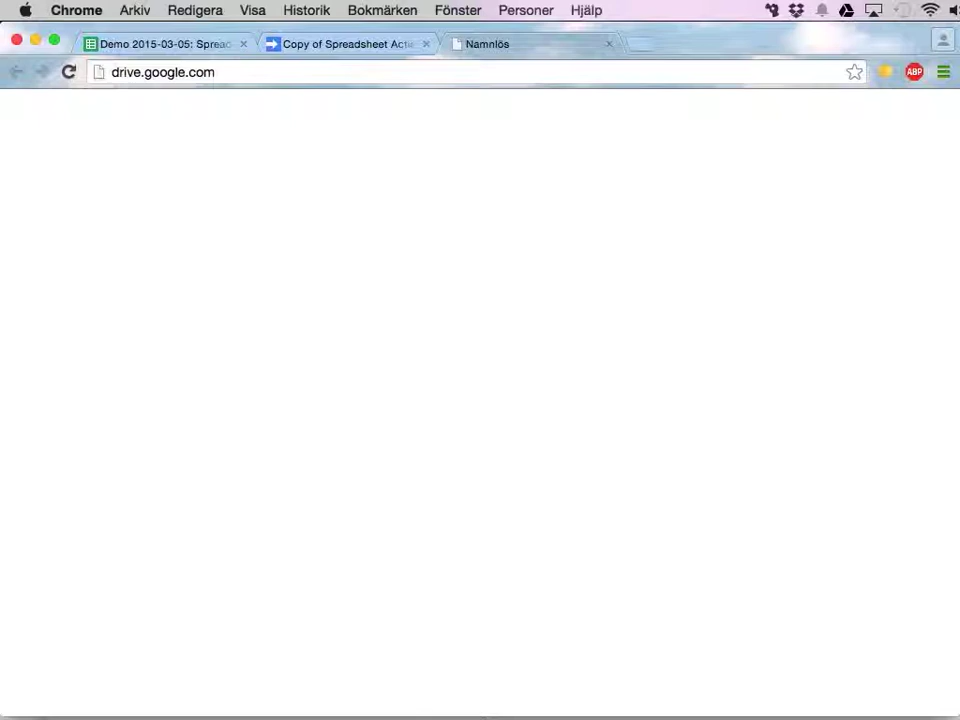 Chrome Arkiv Redigera Visa Historik Bokmärken Fönster Personer Hjälp
Demo 2015-03-05: Spread Copy of Spreadsheet Actio Namnlös
drive.google.com ABP